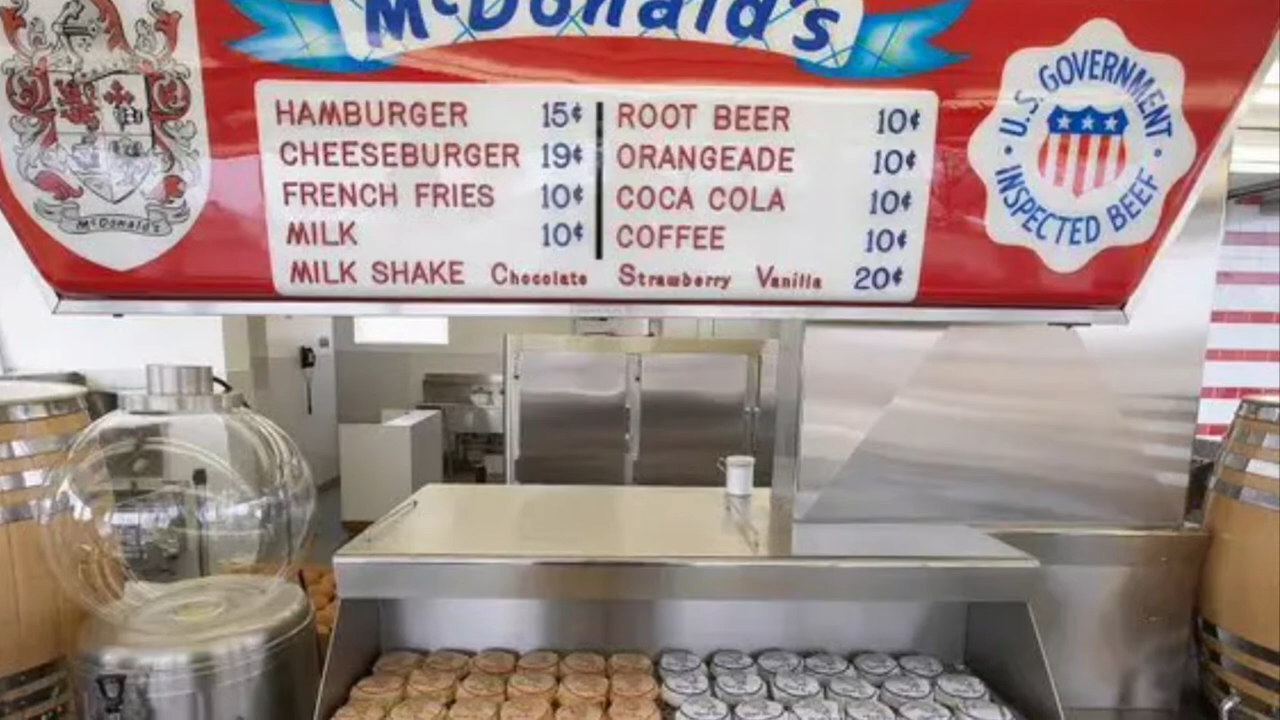 McDonald's
HAMBURGER 15¢
CHEESEBURGER 19¢
FRENCH FRIES 10¢
MILK 10¢
ROOT BEER 10¢
ORANGEADE 10¢
COCA COLA 10¢
COFFEE 10¢
MILK SHAKE Chocolate Strawberry Vanilla 20¢
McDonald's
U.S. GOVERNMENT
INSPECTED BEEF